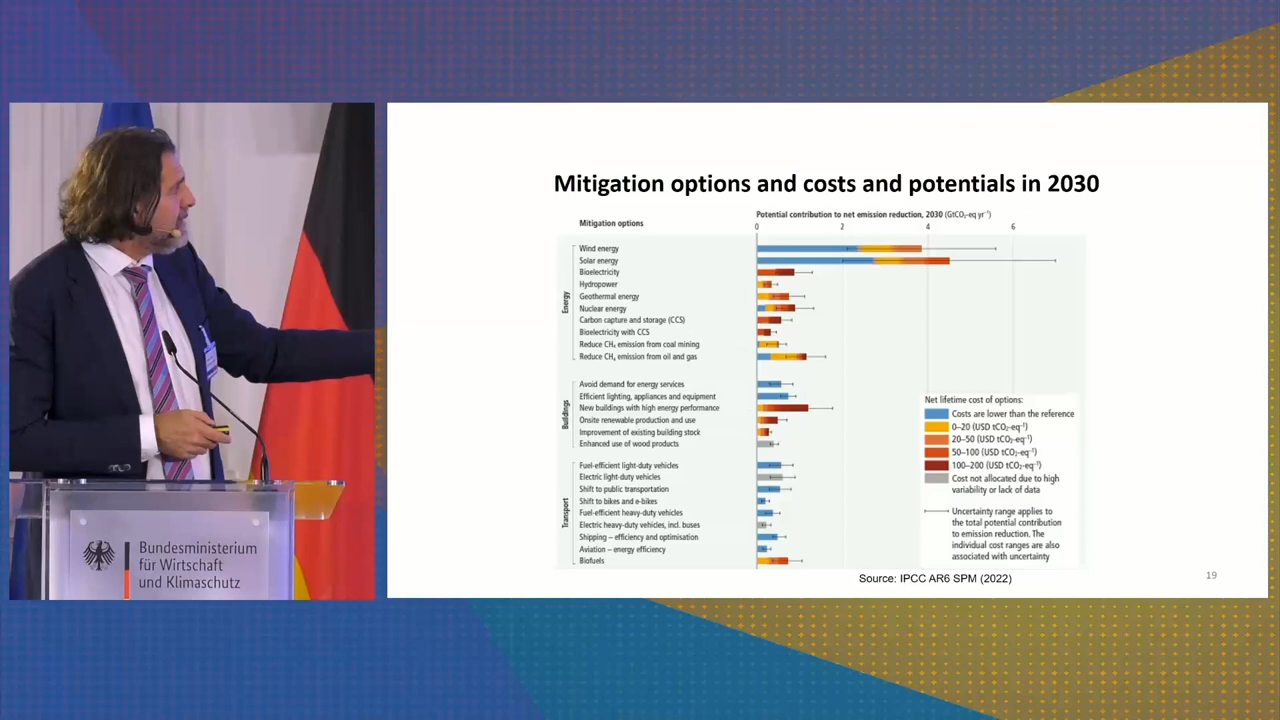 Mitigation options and costs and potentials in 2030
Potential contribution to net emission reduction, 2030 (GtCO₂-eq yr⁻¹)
Mitigation options
0 2 4 6
Energy
Wind energy
Solar energy
Bioelectricity
Hydropower
Geothermal energy
Nuclear energy
Carbon capture and storage (CCS)
Bioelectricity with CCS
Reduce CH₄ emission from coal mining
Reduce CH₄ emission from oil and gas
Buildings
Avoid demand for energy services
Efficient lighting, appliances and equipment
New buildings with high energy performance
Onsite renewable production and use
Improvement of existing building stock
Enhanced use of wood products
Transport
Fuel-efficient light-duty vehicles
Electric light-duty vehicles
Shift to public transportation
Shift to bikes and e-bikes
Fuel-efficient heavy-duty vehicles
Electric heavy-duty vehicles, incl. buses
Shipping – efficiency and optimisation
Aviation – energy efficiency
Biofuels
Net lifetime cost of options:
Costs are lower than the reference
0–20 (USD tCO₂-eq⁻¹)
20–50 (USD tCO₂-eq⁻¹)
50–100 (USD tCO₂-eq⁻¹)
100–200 (USD tCO₂-eq⁻¹)
Cost not allocated due to high
variability or lack of data
Uncertainty range applies to
the total potential contribution
to emission reduction. The
individual cost ranges are also
associated with uncertainty
Source: IPCC AR6 SPM (2022)
19
Bundesministerium
für Wirtschaft
und Klimaschutz